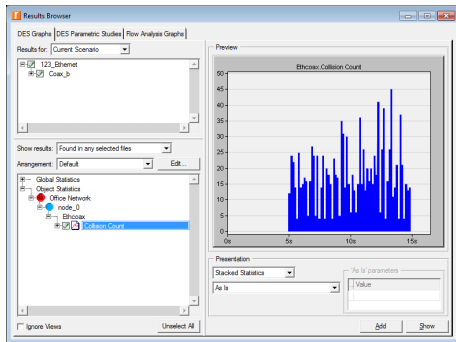 Results Browser
DES Graphs DES Parametric Studies Flow Analysis Graphs
Results for: Current Scenario
123_Ethernet
Coax_b
Show results: Found in any selected files
Arrangement: Default Edit...
Global Statistics
Object Statistics
Office Network
node_0
Ethcoax
Collision Count
Ignore Views Unselect All
Preview
Ethcoax.Collision Count
50
45
40
35
30
25
20
15
10
5
0
0s 5s 10s 15s
Presentation
Stacked Statistics
As Is
'As Is' parameters
Value
Add Show